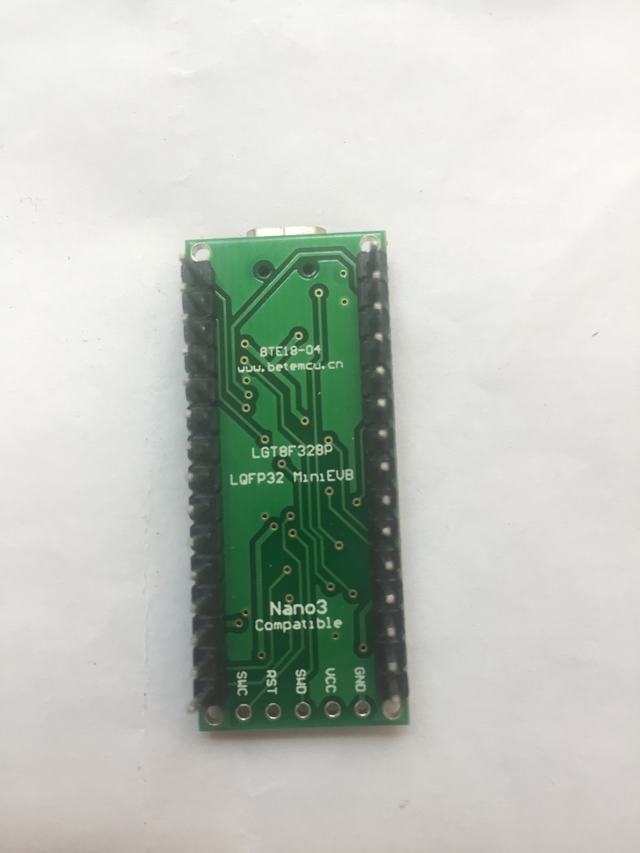 BTE18-04
www.betemcu.cn
LGT8F328P
LQFP32 MiniEVB
Nano3
Compatible
SWC
RST
SWD
VCC
GND